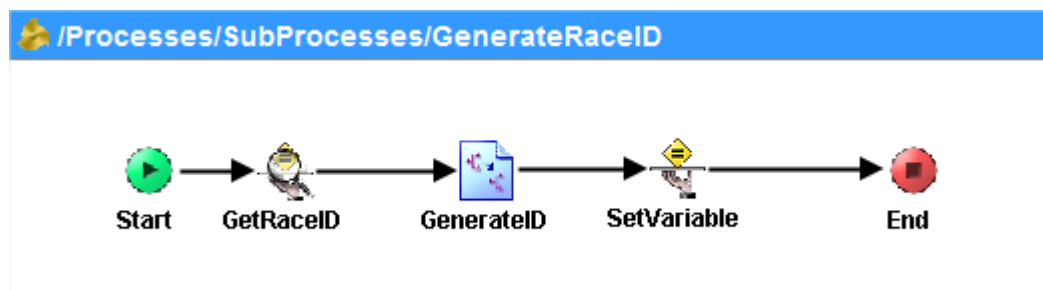 /Processes/SubProcesses/GenerateRaceID
Start GetRaceID GenerateID SetVariable End